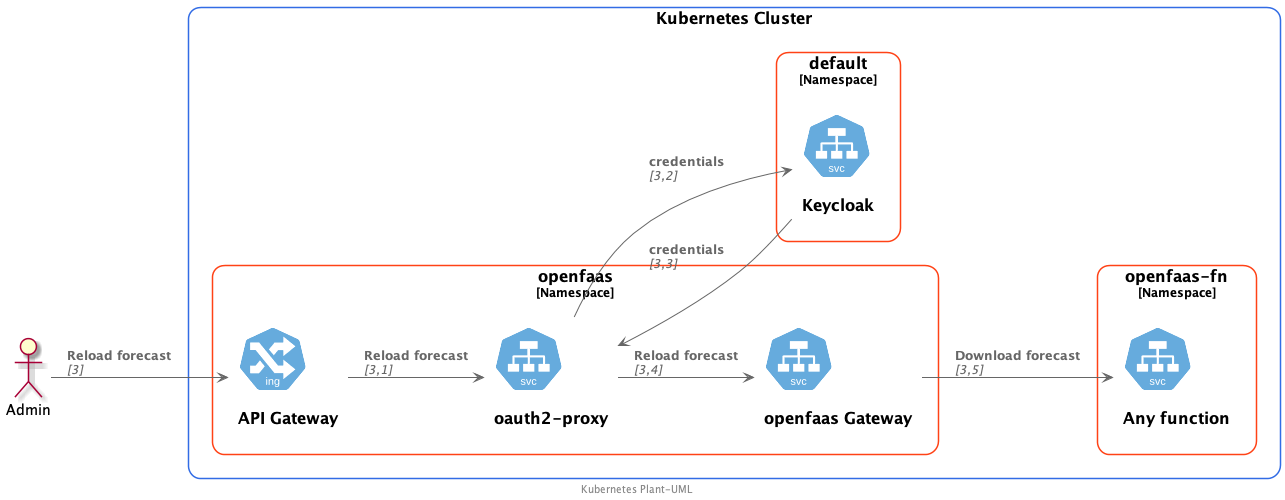 Kubernetes Cluster
default
[Namespace]
svc
Keycloak
credentials
[3,2]
credentials
[3,3]
openfaas
[Namespace]
openfaas-fn
[Namespace]
Admin
Reload forecast
[3]
ing
API Gateway
Reload forecast
[3,1]
svc
oauth2-proxy
Reload forecast
[3,4]
svc
openfaas Gateway
Download forecast
[3,5]
svc
Any function
Kubernetes Plant-UML